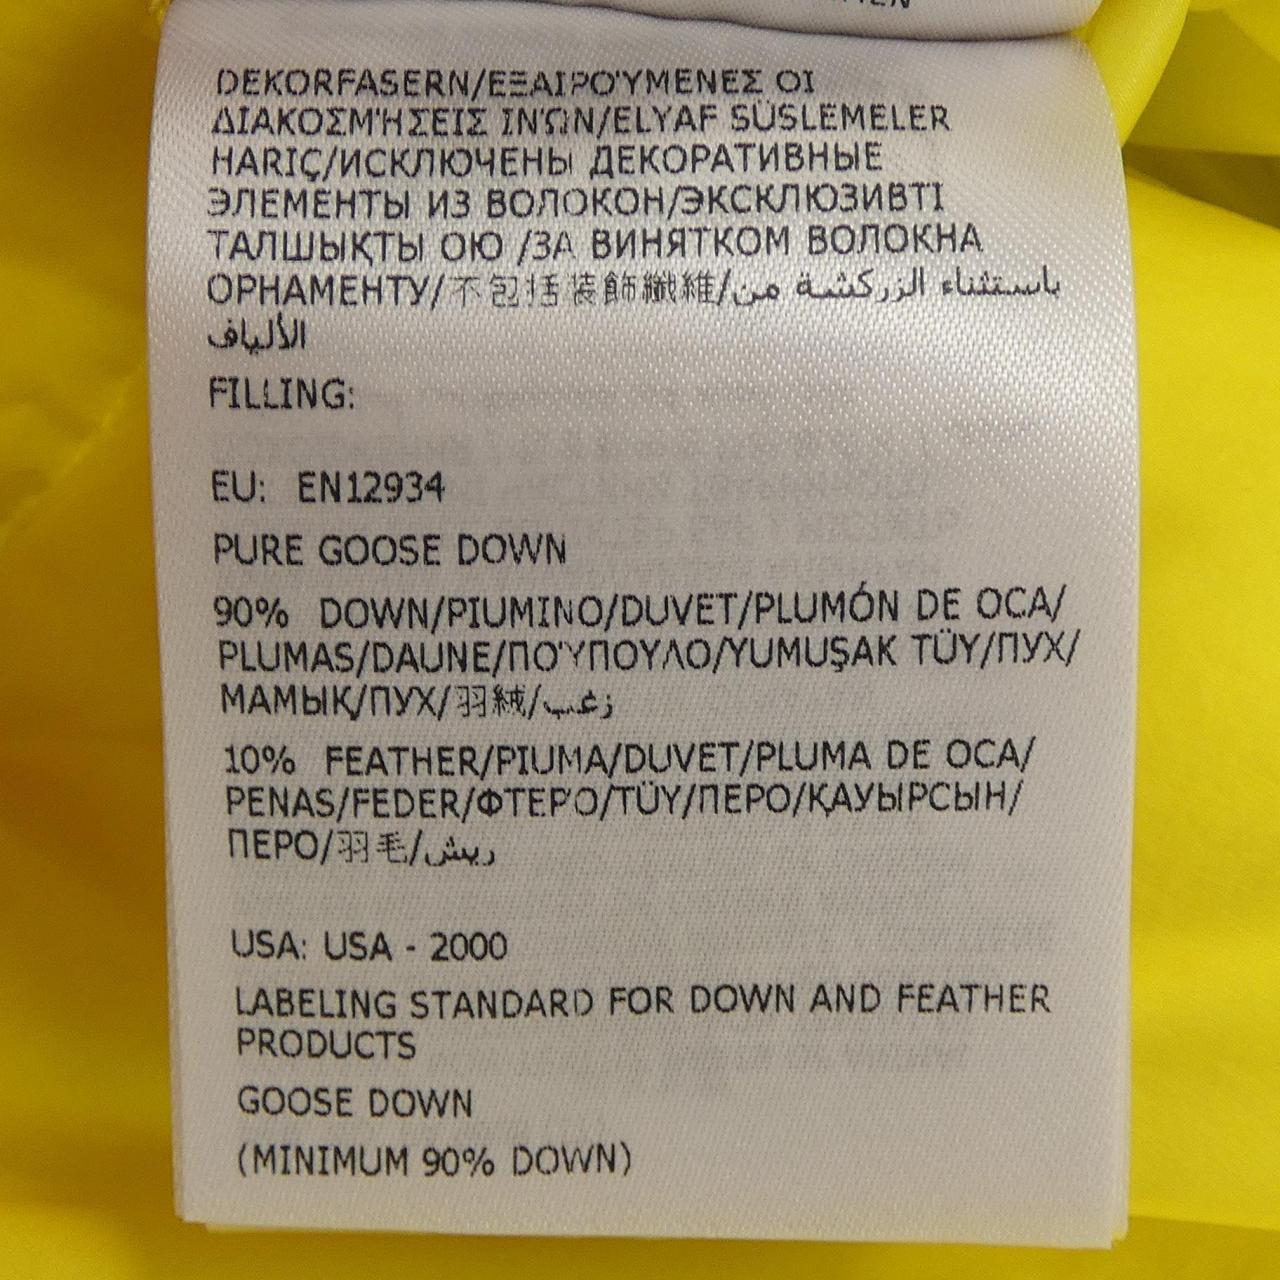 DEKORFASERN/ΕΞΑΙΡΟΎΜΕΝΕΣ ΟΙ
ΔΙΑΚΟΣΜΉΣΕΙΣ ΙΝΏΝ/ELYAF SÜSLEMELER
HARIÇ/ИСКЛЮЧЕНЫ ДЕКОРАТИВНЫЕ
ЭЛЕМЕНТЫ ИЗ ВОЛОКОН/ЭКСКЛЮЗИВТІ
ТАЛШЫҚТЫ ОЮ /ЗА ВИНЯТКОМ ВОЛОКНА
ОРНАМЕНТУ/不包括装飾纖維/باستثناء الزركشة من
الألياف
FILLING:
EU: EN12934
PURE GOOSE DOWN
90% DOWN/PIUMINO/DUVET/PLUMÓN DE OCA/
PLUMAS/DAUNE/ΠΟΎΠΟΥΛΟ/YUMUŞAK TÜY/ПУХ/
МАМЫҚ/ПУХ/羽絨/زغب
10% FEATHER/PIUMA/DUVET/PLUMA DE OCA/
PENAS/FEDER/ΦΤΕΡΌ/TÜY/ПЕРО/ҚАУЫРСЫН/
ПЕРО/羽毛/ريش
USA: USA - 2000
LABELING STANDARD FOR DOWN AND FEATHER
PRODUCTS
GOOSE DOWN
(MINIMUM 90% DOWN)